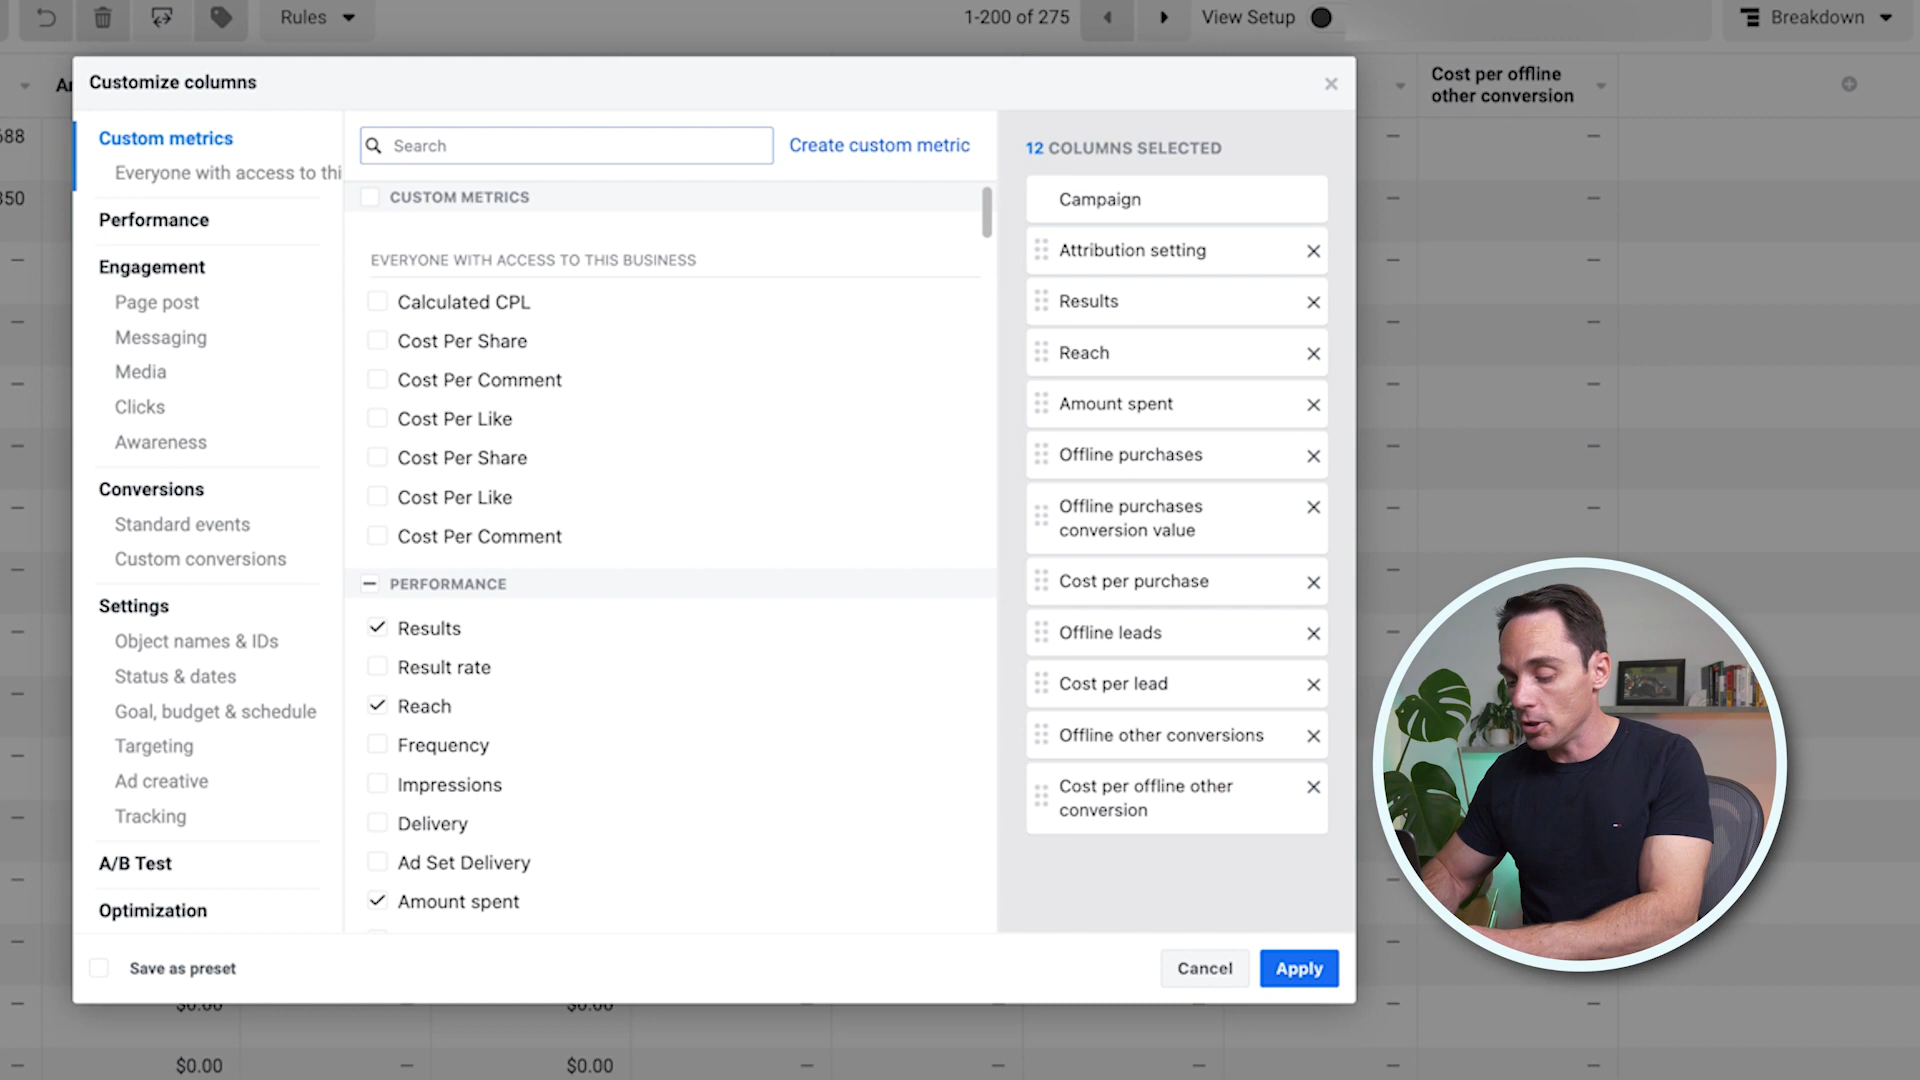 Rules
1-200 of 275
View Setup
Breakdown
Customize columns
Cost per offline
other conversion
688
350
Custom metrics
Everyone with access to thi
Performance
Engagement
Page post
Messaging
Media
Clicks
Awareness
Conversions
Standard events
Custom conversions
Settings
Object names & IDs
Status & dates
Goal, budget & schedule
Targeting
Ad creative
Tracking
A/B Test
Optimization
Search
Create custom metric
CUSTOM METRICS
EVERYONE WITH ACCESS TO THIS BUSINESS
Calculated CPL
Cost Per Share
Cost Per Comment
Cost Per Like
Cost Per Share
Cost Per Like
Cost Per Comment
PERFORMANCE
Results
Result rate
Reach
Frequency
Impressions
Delivery
Ad Set Delivery
Amount spent
12 COLUMNS SELECTED
Campaign
Attribution setting
Results
Reach
Amount spent
Offline purchases
Offline purchases
conversion value
Cost per purchase
Offline leads
Cost per lead
Offline other conversions
Cost per offline other
conversion
Save as preset
Cancel
Apply
$0.00 $0.00
$0.00 — $0.00 — — — — —